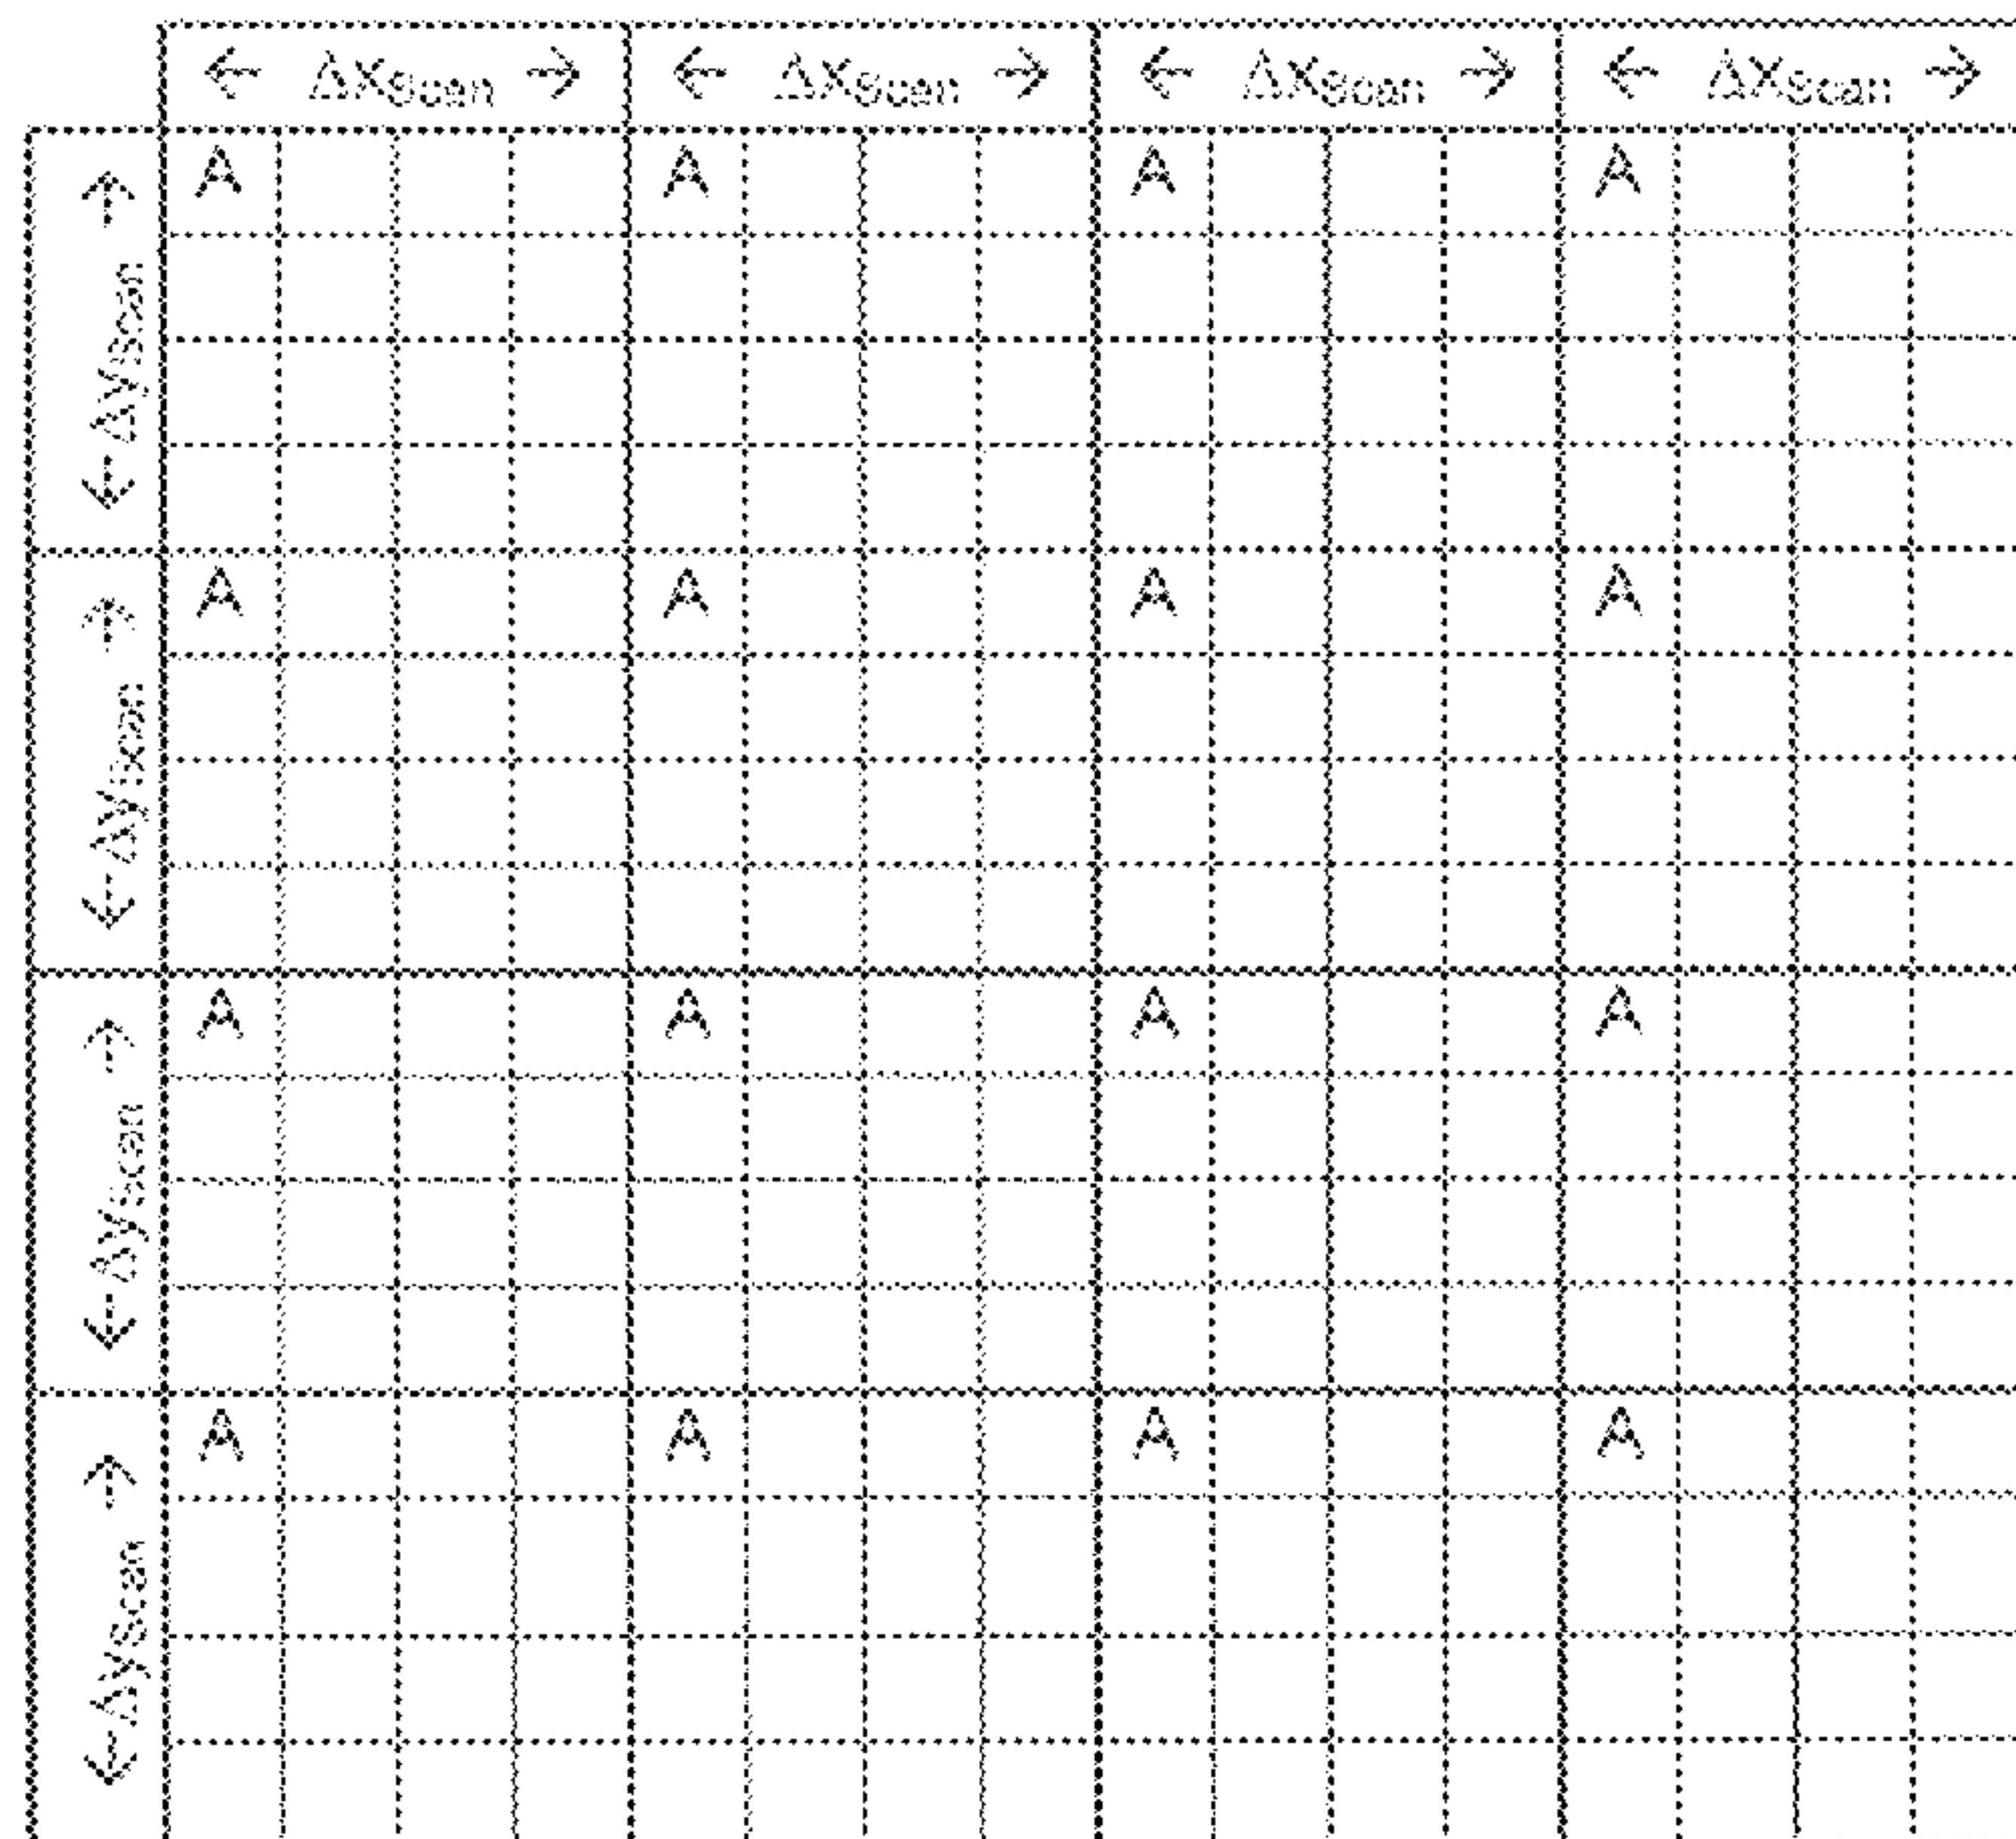 ← ΔxScan → ← ΔxScan → ← ΔxScan → ← ΔxScan →
A A A A
← Δyscan →
A A A A
← Δyscan →
A A A A
← Δyscan →
A A A A
← Δyscan →